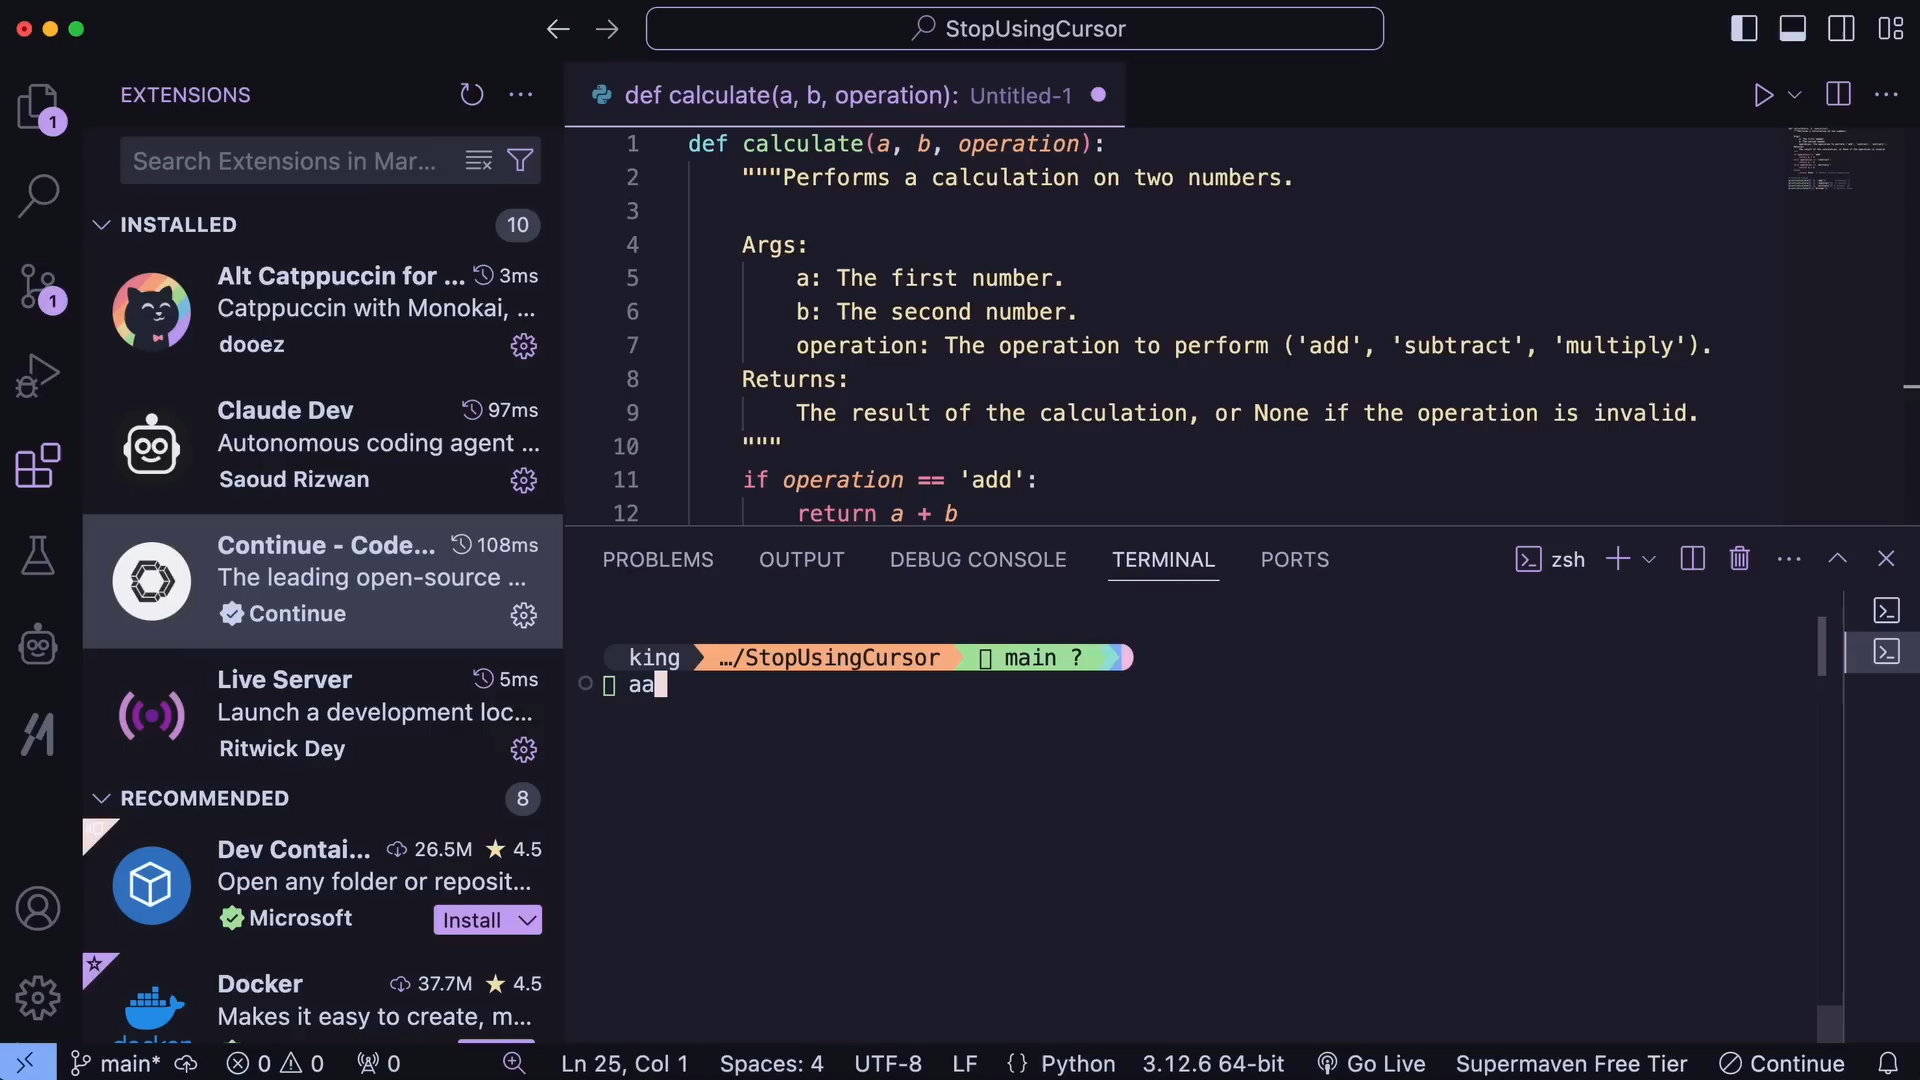 StopUsingCursor
EXTENSIONS
def calculate(a, b, operation): Untitled-1
1
1
Search Extensions in Mar...
INSTALLED 10
Alt Catppuccin for ... 3ms
Catppuccin with Monokai, ...
dooez
Claude Dev 97ms
Autonomous coding agent ...
Saoud Rizwan
Continue - Code... 108ms
The leading open-source ...
Continue
Live Server 5ms
Launch a development loc...
Ritwick Dey
RECOMMENDED 8
Dev Contai... 26.5M 4.5
Open any folder or reposit...
Microsoft Install
Docker 37.7M 4.5
Makes it easy to create, m...
1 def calculate(a, b, operation):
2 """Performs a calculation on two numbers.
3
4 Args:
5 a: The first number.
6 b: The second number.
7 operation: The operation to perform ('add', 'subtract', 'multiply').
8 Returns:
9 The result of the calculation, or None if the operation is invalid.
10 """
11 if operation == 'add':
12 return a + b
PROBLEMS OUTPUT DEBUG CONSOLE TERMINAL PORTS zsh
king …/StopUsingCursor main ?
aa
main* 0 0 0 Ln 25, Col 1 Spaces: 4 UTF-8 LF {} Python 3.12.6 64-bit Go Live Supermaven Free Tier Continue